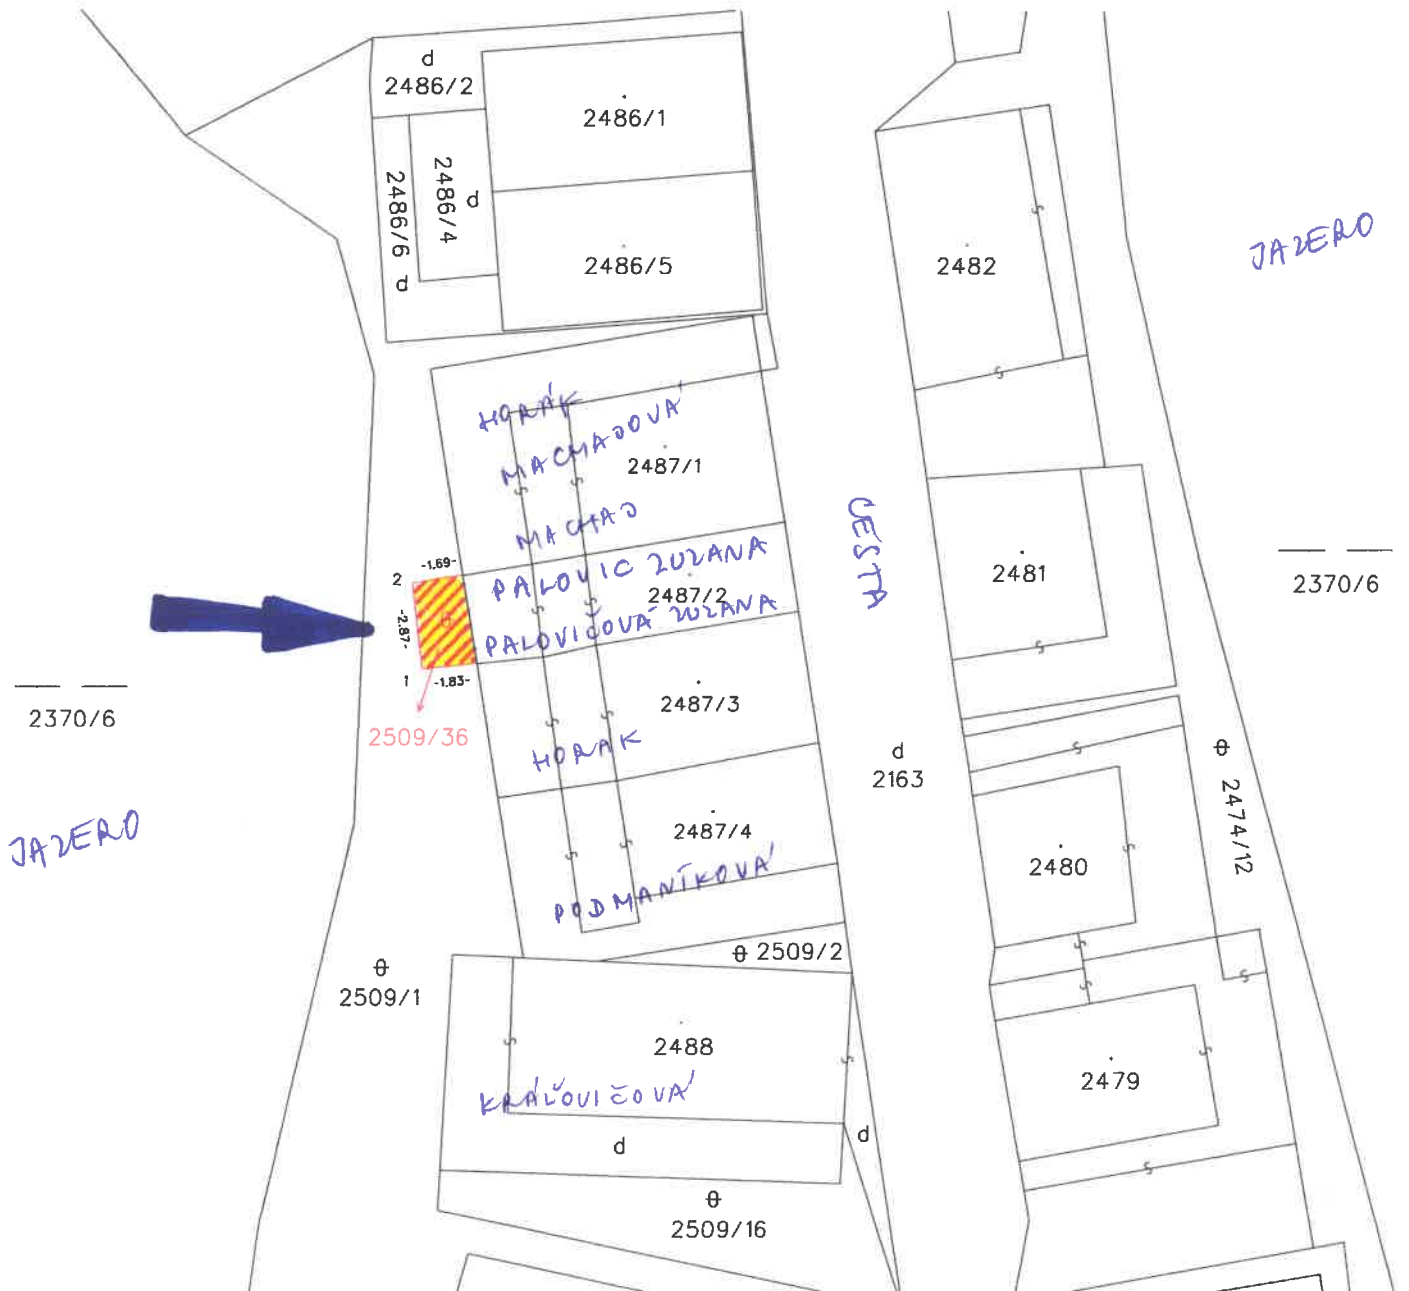 d
2486/2
2486/1
2486/4
d
2486/6
d
2486/5
2482
JAZERO
HORÁK
MACHADOVÁ
2487/1
MACHAD
CESTA
2481
2370/6
2
-1.69-
PALOVIC ZUZANA
2487/2
-2.87-
θ
PALOVIČOVÁ ZUZANA
1
-1.83-
2370/6
2509/36
2487/3
HORAK
d
2163
θ 2474/12
JAZERO
2487/4
2480
PODMANÍKOVÁ
θ 2509/2
θ
2509/1
2488
2479
KRÁĽOVIČOVÁ
d
d
θ
2509/16